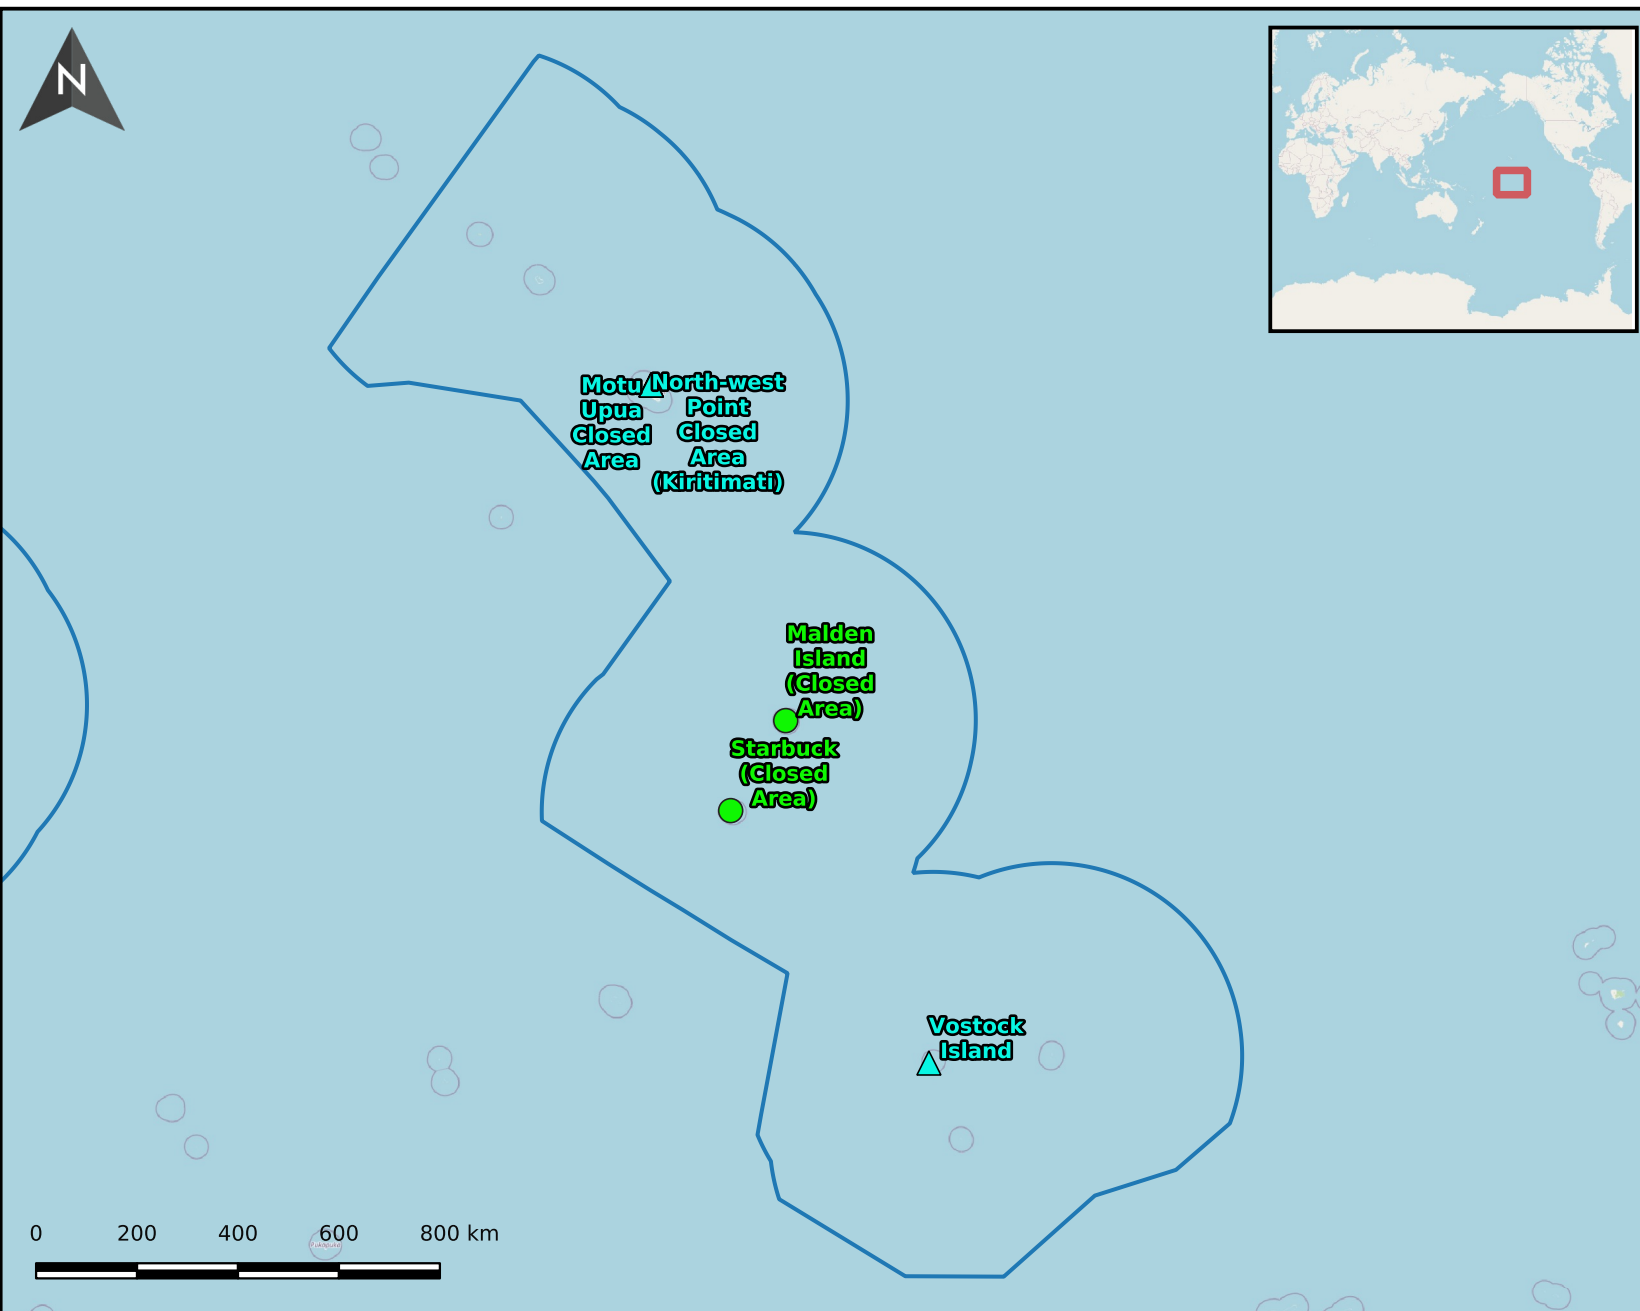 N
Motu
Upua
Closed
Area
North-west
Point
Closed
Area
(Kiritimati)
Malden
Island
(Closed
Area)
Starbuck
(Closed
Area)
Vostock
Island
0 200 400 600 800 km
Pukapuka